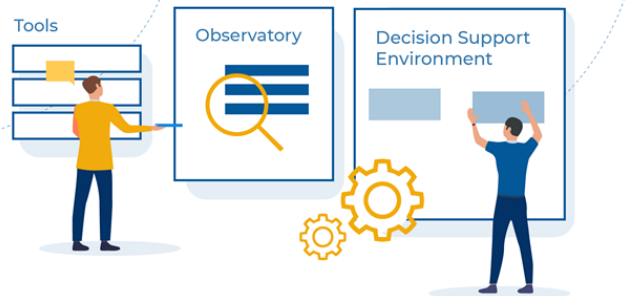 Tools
Observatory
Decision Support
Environment